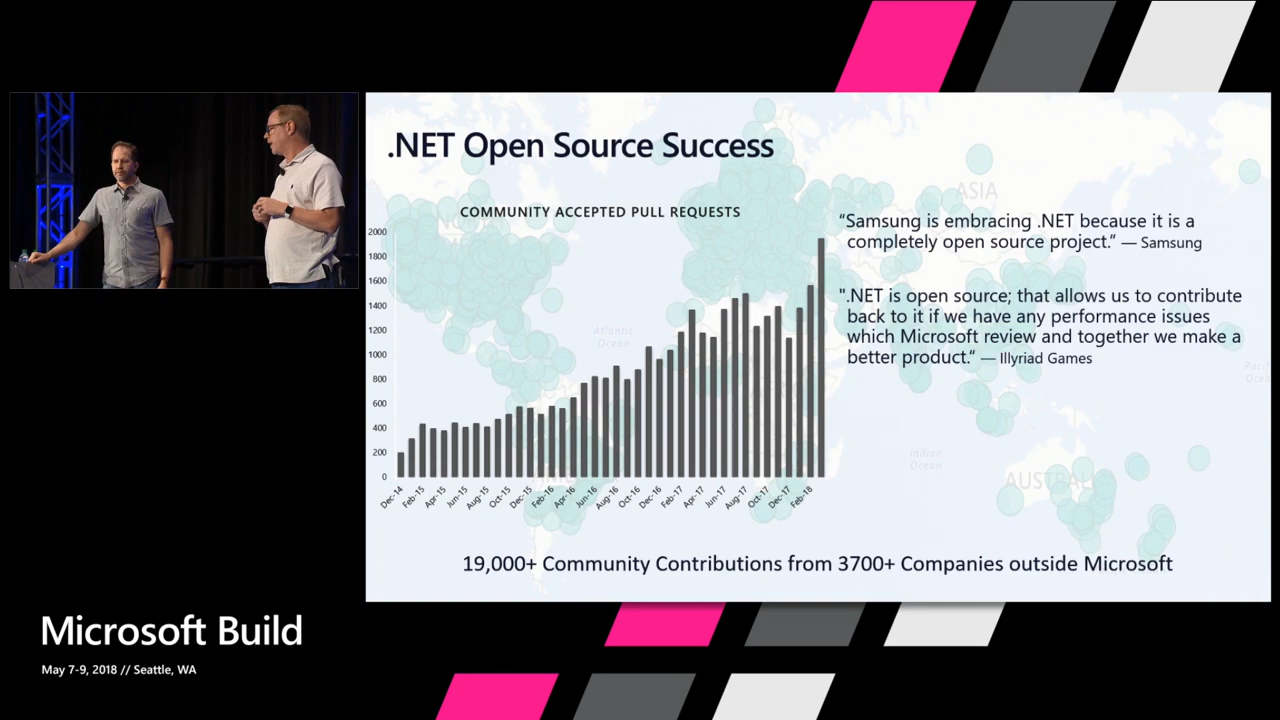 .NET Open Source Success
COMMUNITY ACCEPTED PULL REQUESTS
2000
1800
1600
1400
1200
1000
800
600
400
200
0
Dec-14
Feb-15
Apr-15
Jun-15
Aug-15
Oct-15
Dec-15
Feb-16
Apr-16
Jun-16
Aug-16
Oct-16
Dec-16
Feb-17
Apr-17
Jun-17
Aug-17
Oct-17
Dec-17
Feb-18
Atlantic
Ocean
ASIA
Indian
Ocean
AUSTRALI
“Samsung is embracing .NET because it is a
completely open source project.“ — Samsung
".NET is open source; that allows us to contribute
back to it if we have any performance issues
which Microsoft review and together we make a
better product.“ — Illyriad Games
19,000+ Community Contributions from 3700+ Companies outside Microsoft
Microsoft Build
May 7-9, 2018 // Seattle, WA